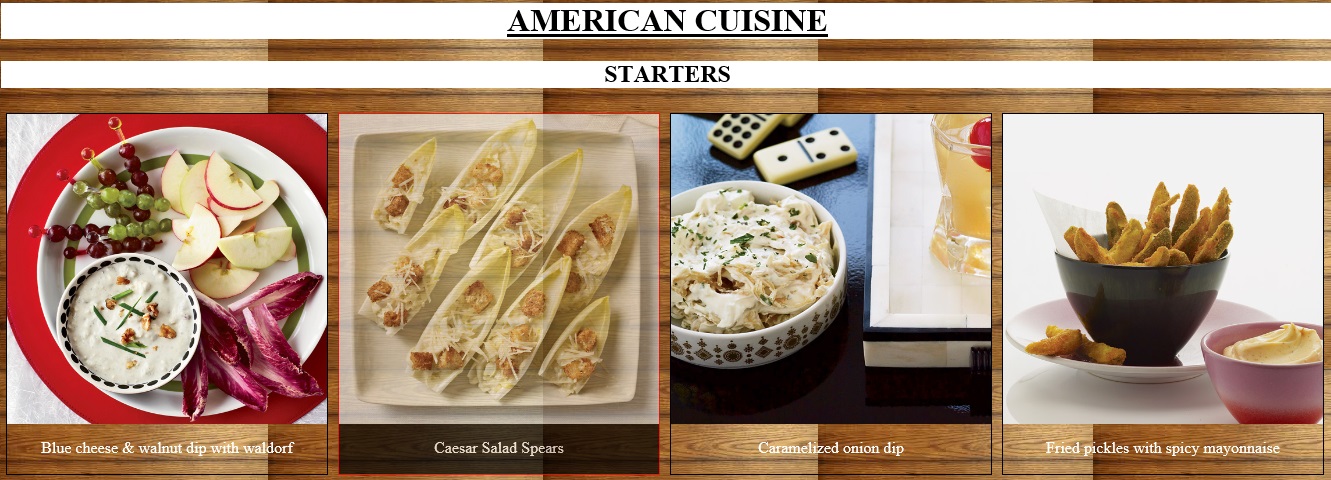 AMERICAN CUISINE
STARTERS
Blue cheese & walnut dip with waldorf
Caesar Salad Spears
Caramelized onion dip
Fried pickles with spicy mayonnaise